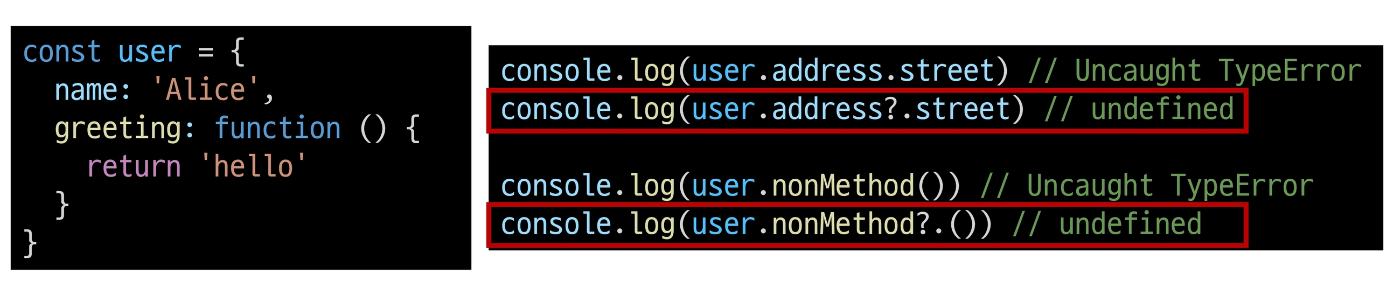 const user = {
  name: 'Alice',
  greeting: function () {
    return 'hello'
  }
}
console.log(user.address.street) // Uncaught TypeError
console.log(user.address?.street) // undefined
console.log(user.nonMethod()) // Uncaught TypeError
console.log(user.nonMethod?.()) // undefined